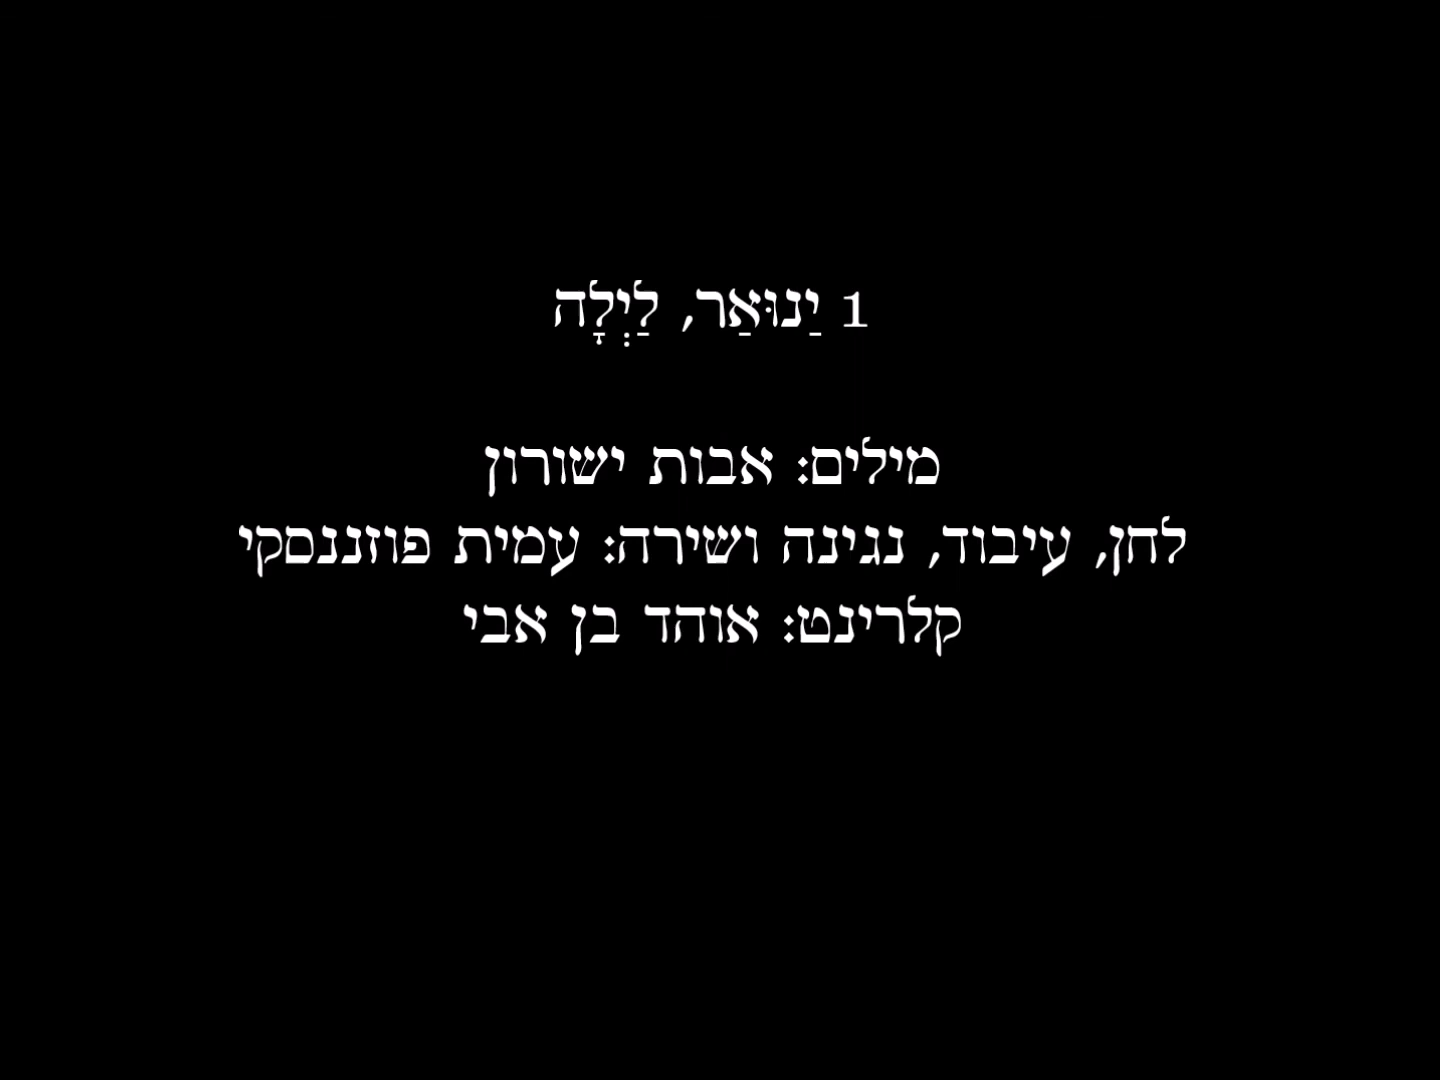 1 יַנוּאַר, לַיְלָה
מילים: אבות ישורון
לחן, עיבוד, נגינה ושירה: עמית פוזננסקי
קלרינט: אוהד בן אבי